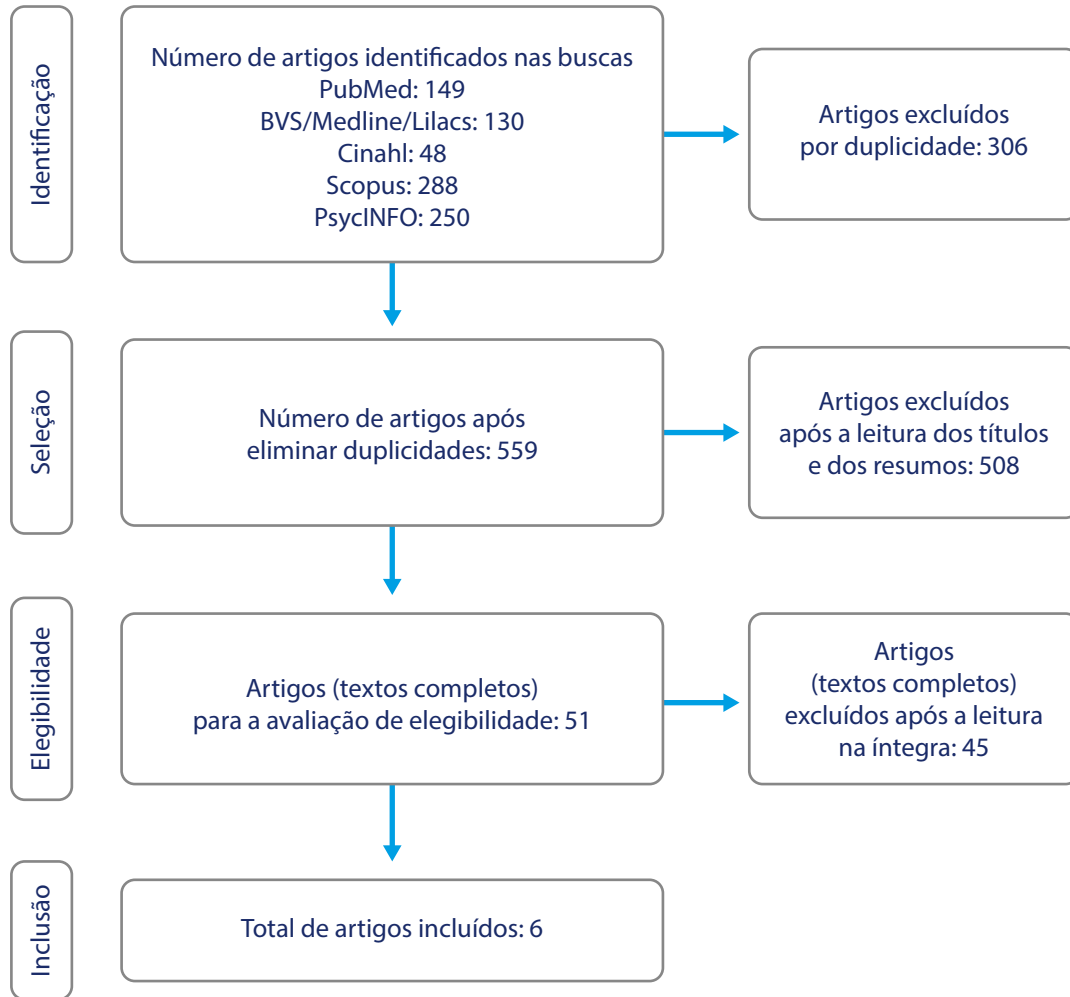 Identificação
Número de artigos identificados nas buscas
PubMed: 149
BVS/Medline/Lilacs: 130
Cinahl: 48
Scopus: 288
PsycINFO: 250
Artigos excluídos
por duplicidade: 306
Seleção
Número de artigos após
eliminar duplicidades: 559
Artigos excluídos
após a leitura dos títulos
e dos resumos: 508
Elegibilidade
Artigos (textos completos)
para a avaliação de elegibilidade: 51
Artigos
(textos completos)
excluídos após a leitura
na íntegra: 45
Inclusão
Total de artigos incluídos: 6